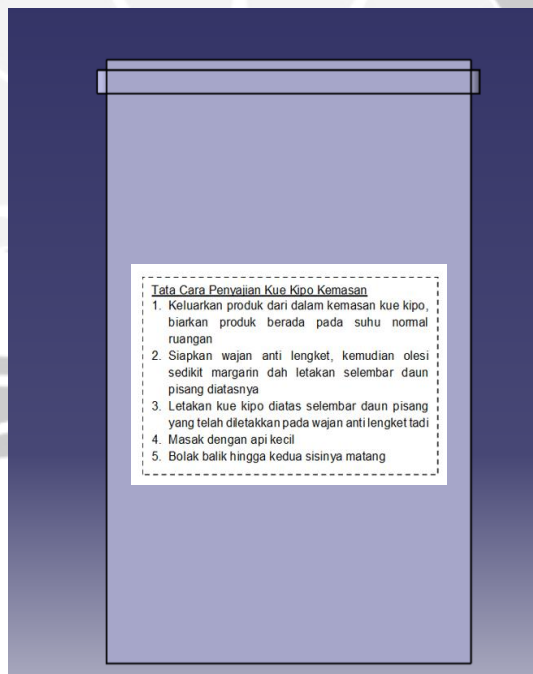 Tata Cara Penyajian Kue Kipo Kemasan
1. Keluarkan produk dari dalam kemasan kue kipo,
biarkan produk berada pada suhu normal
ruangan
2. Siapkan wajan anti lengket, kemudian olesi
sedikit margarin dah letakan selembar daun
pisang diatasnya
3. Letakan kue kipo diatas selembar daun pisang
yang telah diletakkan pada wajan anti lengket tadi
4. Masak dengan api kecil
5. Bolak balik hingga kedua sisinya matang